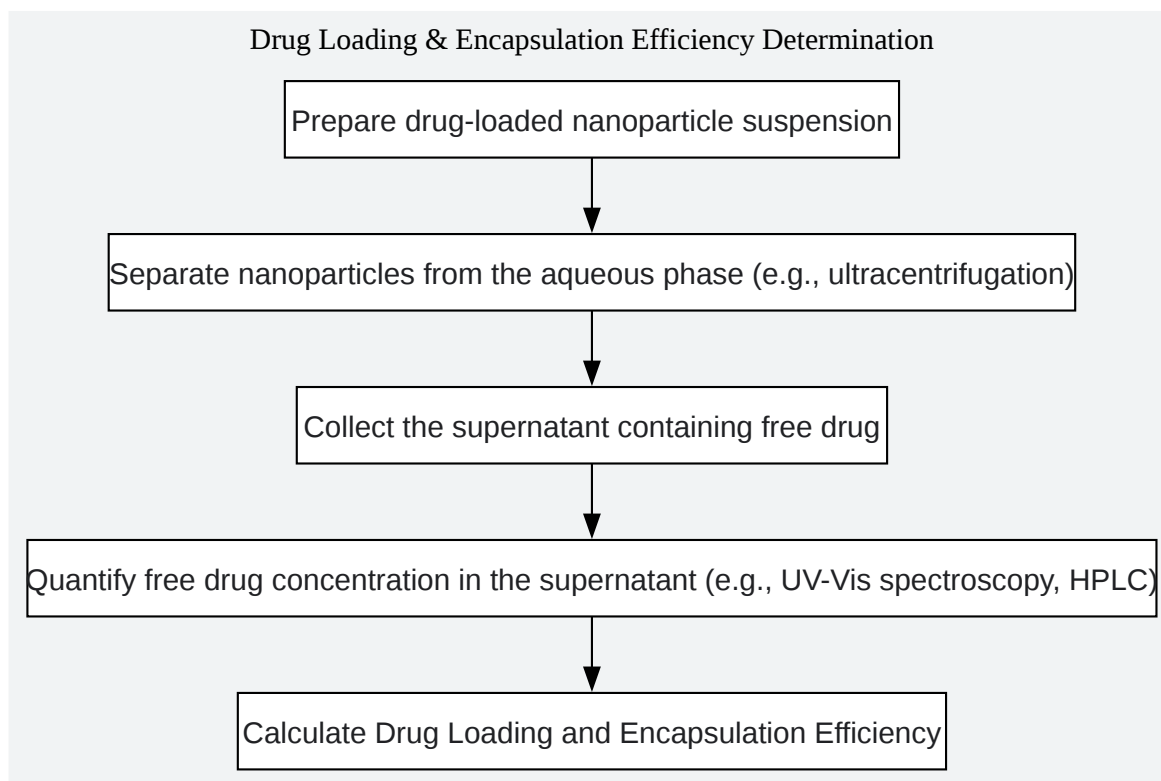 Drug Loading & Encapsulation Efficiency Determination
Prepare drug-loaded nanoparticle suspension
Separate nanoparticles from the aqueous phase (e.g., ultracentrifugation)
Collect the supernatant containing free drug
Quantify free drug concentration in the supernatant (e.g., UV-Vis spectroscopy, HPLC)
Calculate Drug Loading and Encapsulation Efficiency